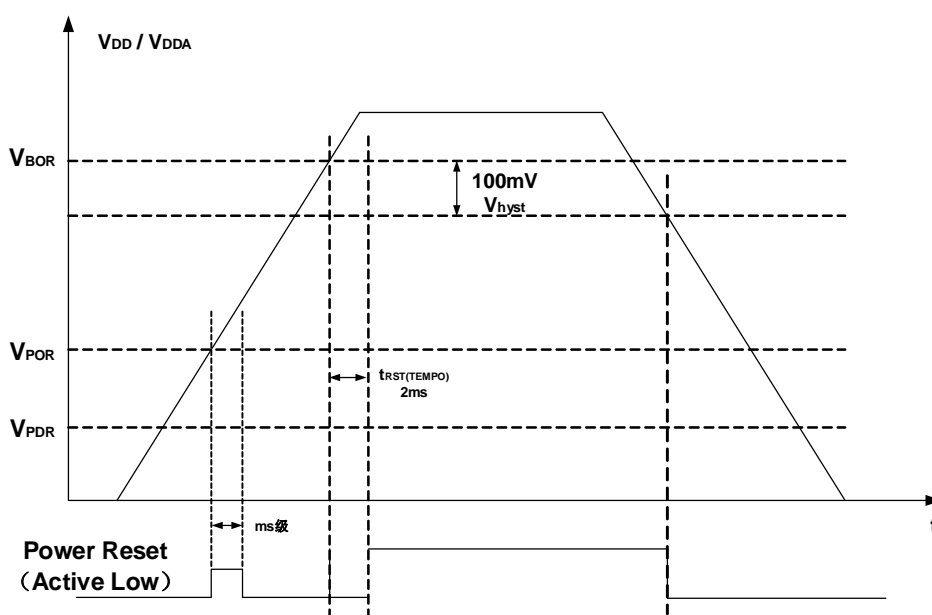 VDD / VDDA
VBOR
100mV
Vhyst
VPOR
tRST(TEMPO)
2ms
VPDR
ms级
t
Power Reset
（Active Low）